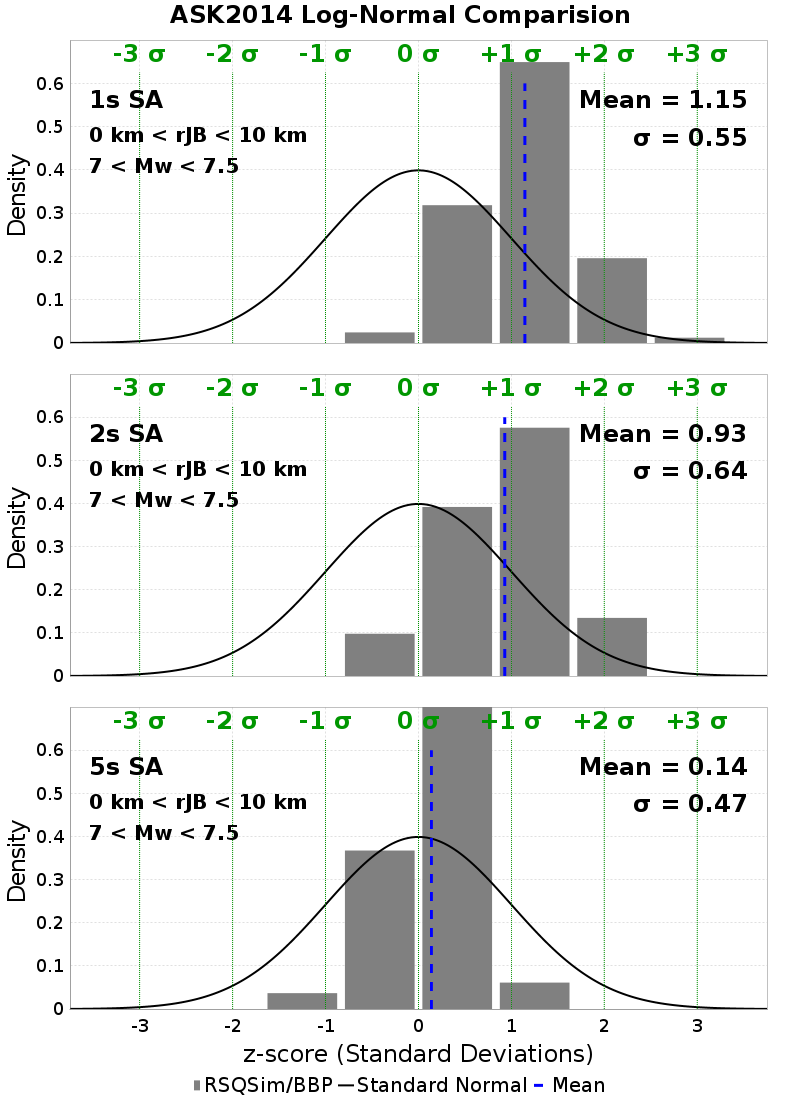 ASK2014 Log-Normal Comparision
-3 σ -2 σ -1 σ 0 σ +1 σ +2 σ +3 σ
0.6
0.5
0.4
0.3
0.2
0.1
0
Density
1s SA
0 km < rJB < 10 km
7 < Mw < 7.5
Mean = 1.15
σ = 0.55
-3 σ -2 σ -1 σ 0 σ +1 σ +2 σ +3 σ
0.6
0.5
0.4
0.3
0.2
0.1
0
Density
2s SA
0 km < rJB < 10 km
7 < Mw < 7.5
Mean = 0.93
σ = 0.64
-3 σ -2 σ -1 σ 0 σ +1 σ +2 σ +3 σ
0.6
0.5
0.4
0.3
0.2
0.1
0
Density
5s SA
0 km < rJB < 10 km
7 < Mw < 7.5
Mean = 0.14
σ = 0.47
-3 -2 -1 0 1 2 3
z-score (Standard Deviations)
RSQSim/BBP Standard Normal Mean